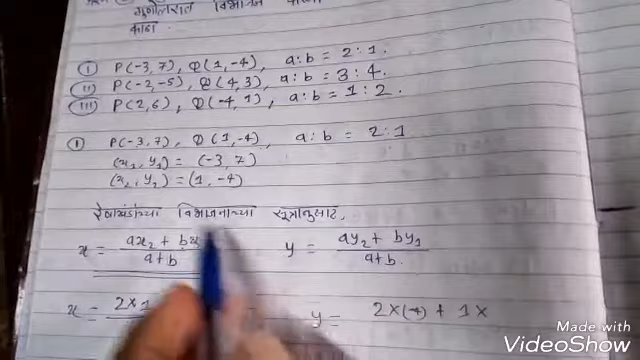 गुणोत्तरात विभाजन
काढा.
(i) P(-3,7), Q(1,-4), a:b = 2:1.
(ii) P(-2,-5), Q(4,3), a:b = 3:4.
(iii) P(2,6), Q(-4,1), a:b = 1:2.
(i) P(-3,7), Q(1,-4), a:b = 2:1
(x₁, y₁) = (-3, 7)
(x₂, y₂) = (1, -4)
रेषाखंडाच्या विभाजनाच्या सूत्रानुसार,
x = ax₂ + bx / a+b y = ay₂ + by₁ / a+b.
x = 2×1 y = 2×(-4) + 1×
Made with
VideoShow